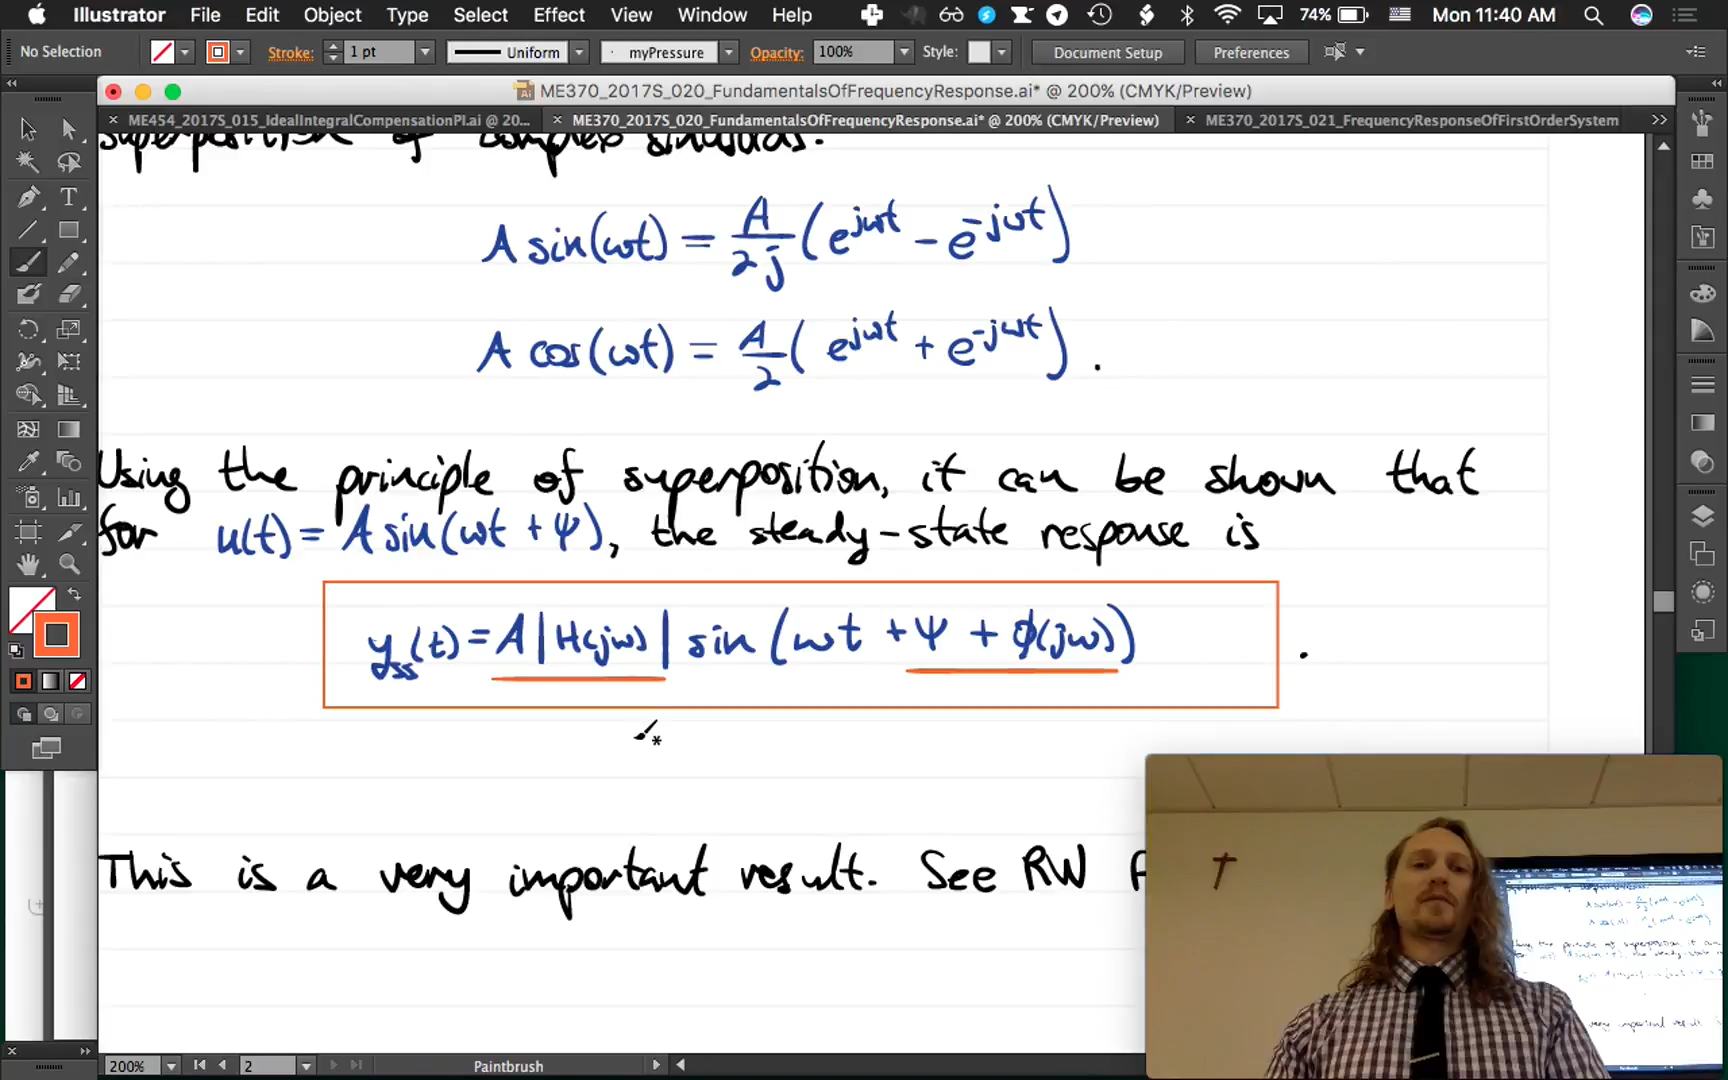 Illustrator File Edit Object Type Select Effect View Window Help 74% Mon 11:40 AM
No Selection Stroke: 1 pt Uniform myPressure Opacity: 100% Style: Document Setup Preferences
ME370_2017S_020_FundamentalsOfFrequencyResponse.ai* @ 200% (CMYK/Preview)
ME454_2017S_015_IdealIntegralCompensationPI.ai @ 20... ME370_2017S_020_FundamentalsOfFrequencyResponse.ai* @ 200% (CMYK/Preview) ME370_2017S_021_FrequencyResponseOfFirstOrderSystem
superposition of complex sinusoids.
A sin(ωt) = A/2j (e^jωt − e^−jωt)
A cos(ωt) = A/2 (e^jωt + e^−jωt).
Using the principle of superposition, it can be shown that
for u(t) = A sin(ωt + Ψ), the steady-state response is
y_ss(t) = A|H(jω)| sin(ωt + Ψ + ϕ(jω)).
This is a very important result. See RW
200% 2 Paintbrush